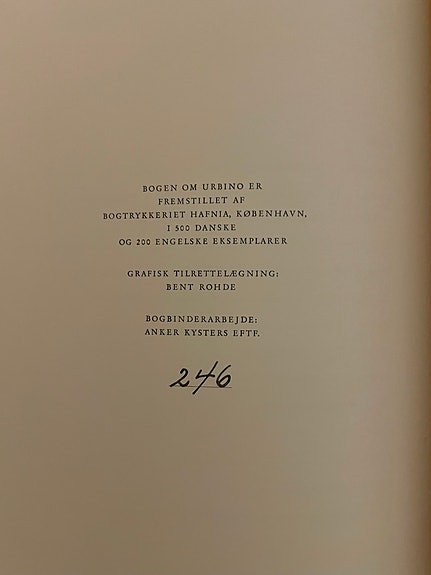 BOGEN OM URBINO ER
FREMSTILLET AF
BOGTRYKKERIET HAFNIA, KØBENHAVN,
I 500 DANSKE
OG 200 ENGELSKE EKSEMPLARER
GRAFISK TILRETTELÆGNING:
BENT ROHDE
BOGBINDERARBEJDE:
ANKER KYSTERS EFTF.
246